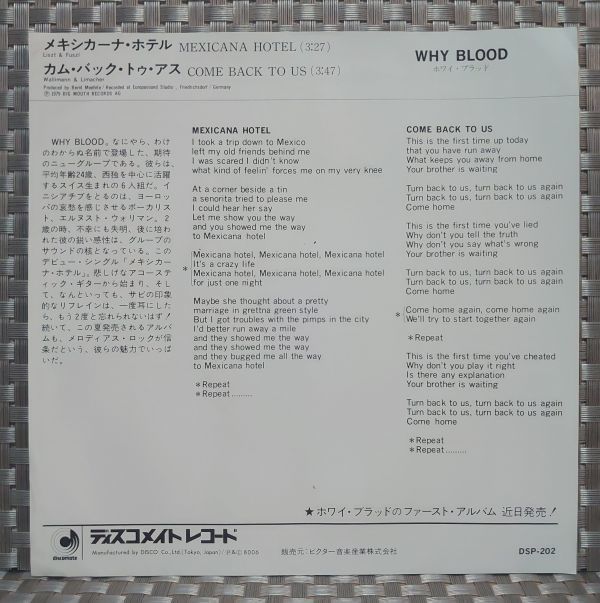 メキシカーナ・ホテル MEXICANA HOTEL (3:27)
Liszt & Fuszi
カム・バック・トゥ・アス COME BACK TO US (3:47)
Waltimann & Limacher
Produced by Bernd Moehrle / Recorded at Compostsound Studio, Friedrichsdorf / Germany
Ⓟ 1979 BIG MOUTH RECORDS AG
WHY BLOOD
ホワイ・ブラッド
WHY BLOOD。なにやら、わけ
のわからぬ名前で登場した、期待
のニューグループである。彼らは、
平均年齢24歳、西独を中心に活躍
するスイス生まれの6人組だ。イ
ニシアチブをとるのは、ヨーロッ
パの哀愁を感じさせるボーカリス
ト、エルヌスト・ウォリマン。2
歳の時、不幸にも失明、後に培わ
れた彼の鋭い感性は、グループの
サウンドの核となっている。この
デビュー・シングル「メキシカー
ナ・ホテル」。悲しげなアコーステ
ィック・ギターから始まり、そし
て、なんといっても、サビの印象
的なリフレインは、一度耳にした
ら、もう2度と忘れられないはず!
続いて、この夏発売されるアルバ
ムも、メロディアス・ロックが信
条だという、彼らの魅力でいっぱ
いだ。
MEXICANA HOTEL
I took a trip down to Mexico
left my old friends behind me
I was scared I didn't know
what kind of feelin' forces me on my very knee
At a corner beside a tin
a senorita tried to please me
I could hear her say
Let me show you the way
and you showed me the way
to Mexicana hotel
Mexicana hotel, Mexicana hotel, Mexicana hotel
It's a crazy life
*
Mexicana hotel, Mexicana hotel, Mexicana hotel
for just one night
Maybe she thought about a pretty
marriage in gretna green style
But I got troubles with the pimps in the city
I'd better run away a mile
and they showed me the way
and they showed me the way
and they bugged me all the way
to Mexicana hotel
*Repeat
*Repeat.........
COME BACK TO US
This is the first time up today
that you have run away
What keeps you away from home
Your brother is waiting
Turn back to us, turn back to us again
Turn back to us, turn back to us again
Come home
This is the first time you've lied
Why don't you tell the truth
Why don't you say what's wrong
Your brother is waiting
Turn back to us, turn back to us again
Turn back to us, turn back to us again
Come home
* Come home again, come home again
We'll try to start together again
*Repeat
This is the first time you've cheated
Why don't you play it right
Is there any explanation
Your brother is waiting
Turn back to us, turn back to us again
Turn back to us, turn back to us again
Come home
*Repeat
*Repeat.........
★ホワイ・ブラッドのファースト・アルバム 近日発売!
discomate
ディスコメイト レコード
Manufactured by DISCO Co., Ltd. (Tokyo, Japan) / Ⓟ&Ⓒ 8006
販売元:ビクター音楽産業株式会社
DSP-202